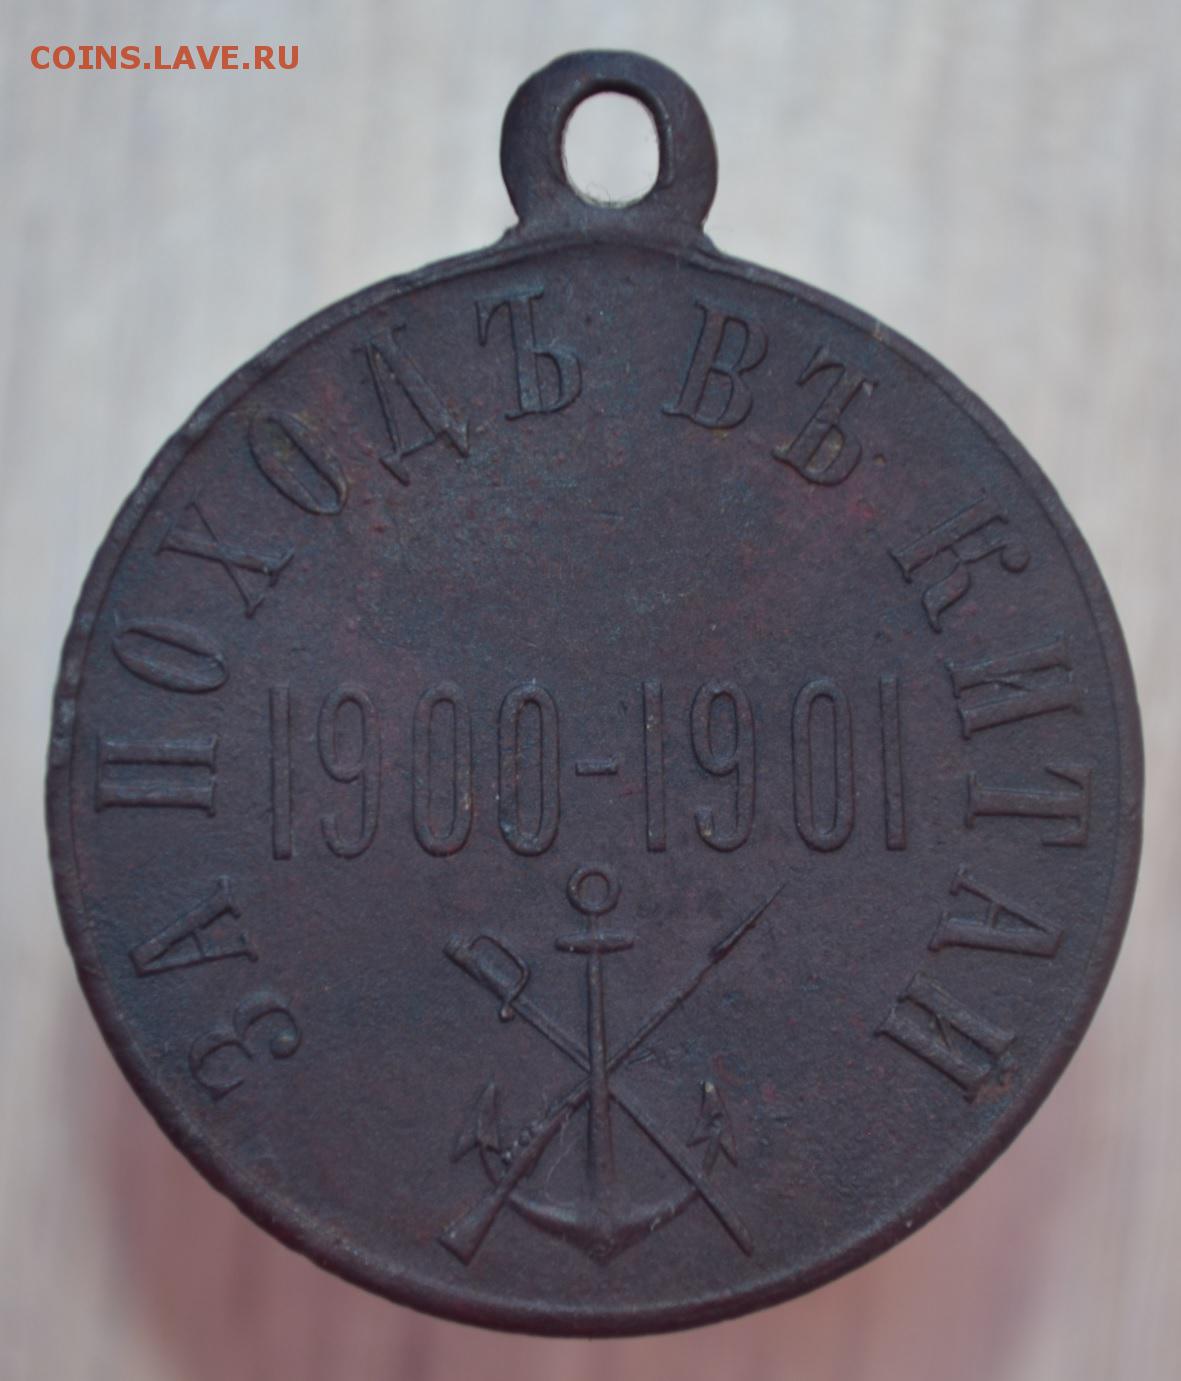 COINS.LAVE.RU
ЗА ПОХОДЪ ВЪ КИТАЙ
1900-1901